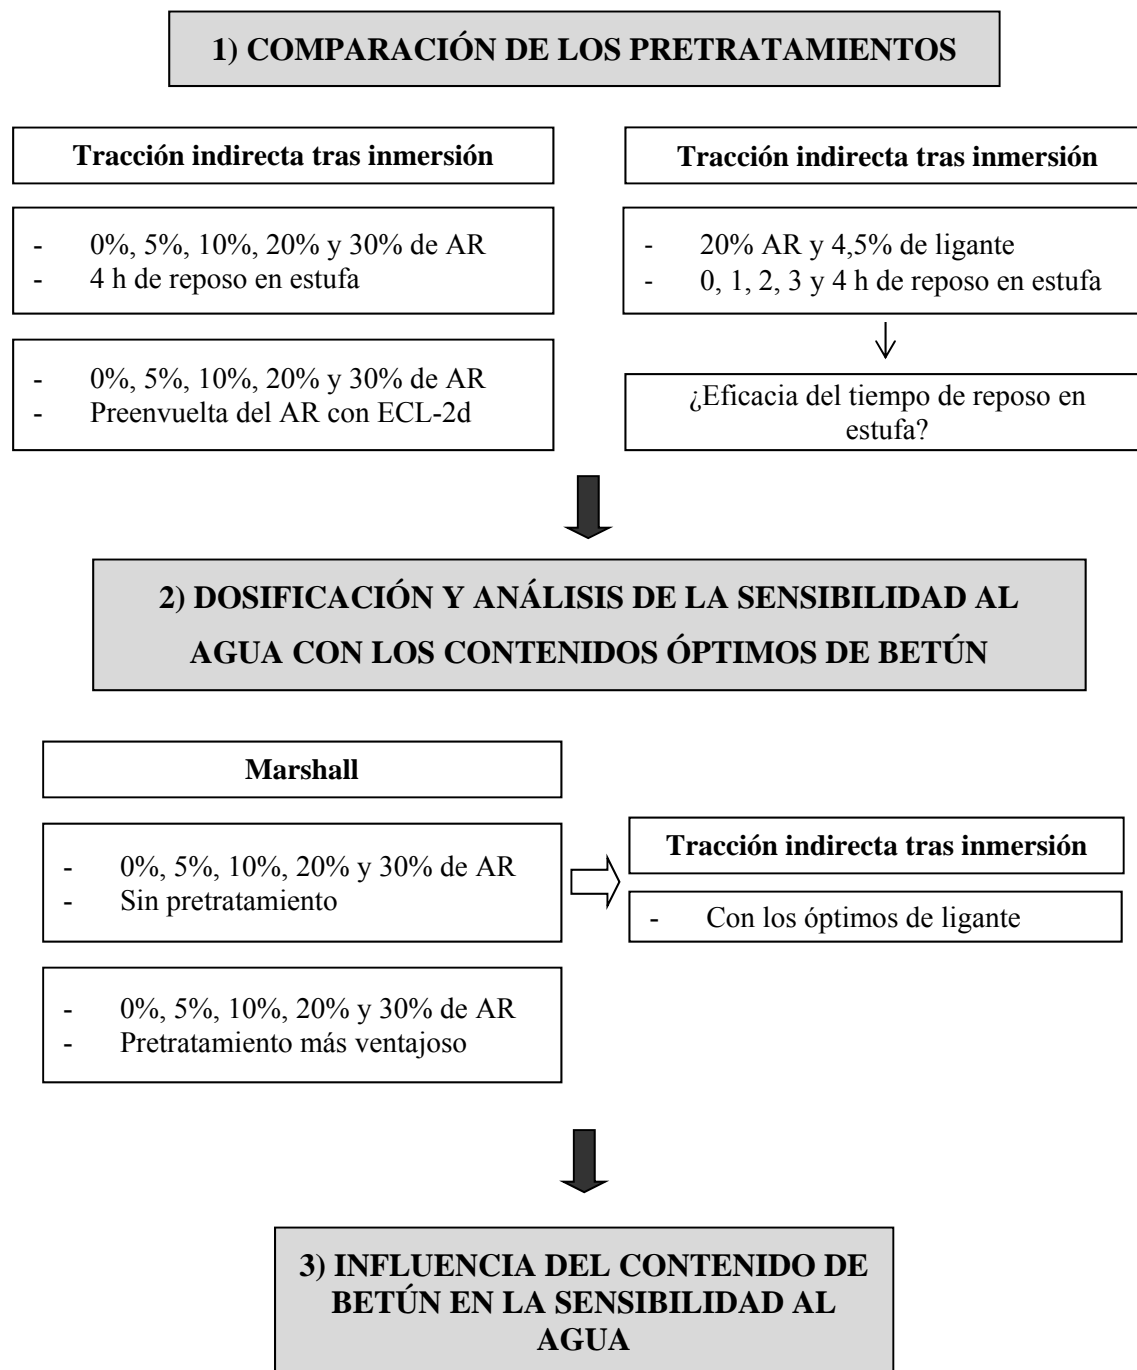 1) COMPARACIÓN DE LOS PRETRATAMIENTOS
Tracción indirecta tras inmersión
- 0%, 5%, 10%, 20% y 30% de AR
- 4 h de reposo en estufa
- 0%, 5%, 10%, 20% y 30% de AR
- Preenvuelta del AR con ECL-2d
Tracción indirecta tras inmersión
- 20% AR y 4,5% de ligante
- 0, 1, 2, 3 y 4 h de reposo en estufa
¿Eficacia del tiempo de reposo en
estufa?
2) DOSIFICACIÓN Y ANÁLISIS DE LA SENSIBILIDAD AL
AGUA CON LOS CONTENIDOS ÓPTIMOS DE BETÚN
Marshall
- 0%, 5%, 10%, 20% y 30% de AR
- Sin pretratamiento
- 0%, 5%, 10%, 20% y 30% de AR
- Pretratamiento más ventajoso
Tracción indirecta tras inmersión
- Con los óptimos de ligante
3) INFLUENCIA DEL CONTENIDO DE
BETÚN EN LA SENSIBILIDAD AL
AGUA